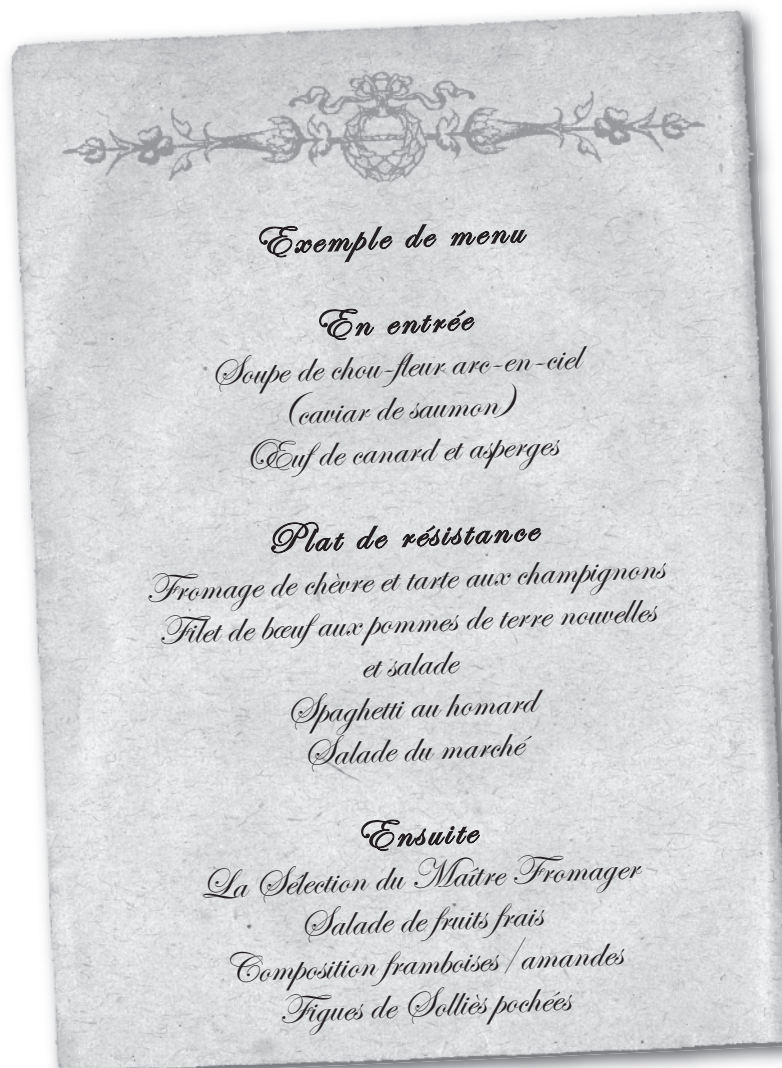 Exemple de menu
En entrée
Soupe de chou-fleur arc-en-ciel
(caviar de saumon)
Œuf de canard et asperges
Plat de résistance
Fromage de chèvre et tarte aux champignons
Filet de bœuf aux pommes de terre nouvelles
et salade
Spaghetti au homard
Salade du marché
Ensuite
La Sélection du Maître Fromager
Salade de fruits frais
Composition framboises / amandes
Figues de Solliès pochées